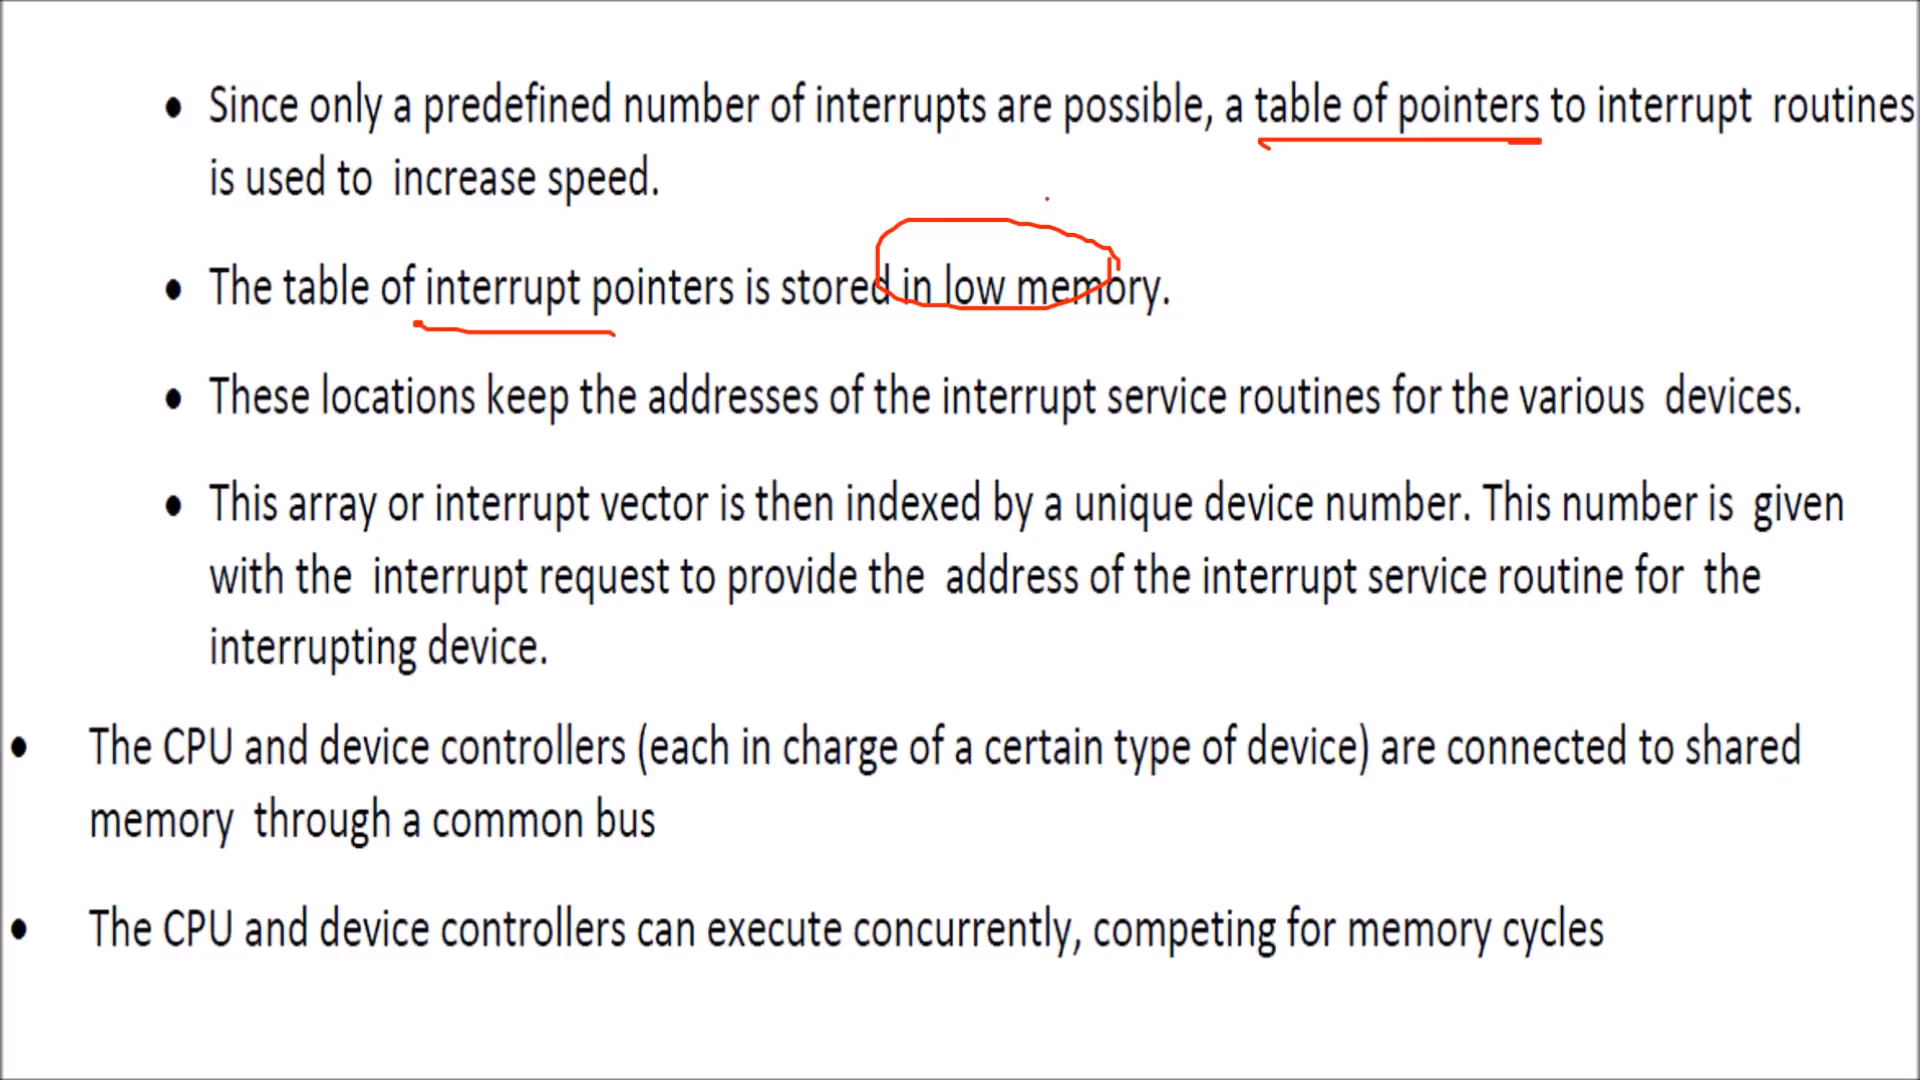 • Since only a predefined number of interrupts are possible, a table of pointers to interrupt routines
is used to increase speed.
• The table of interrupt pointers is stored in low memory.
• These locations keep the addresses of the interrupt service routines for the various devices.
• This array or interrupt vector is then indexed by a unique device number. This number is given
with the interrupt request to provide the address of the interrupt service routine for the
interrupting device.
• The CPU and device controllers (each in charge of a certain type of device) are connected to shared
memory through a common bus
• The CPU and device controllers can execute concurrently, competing for memory cycles